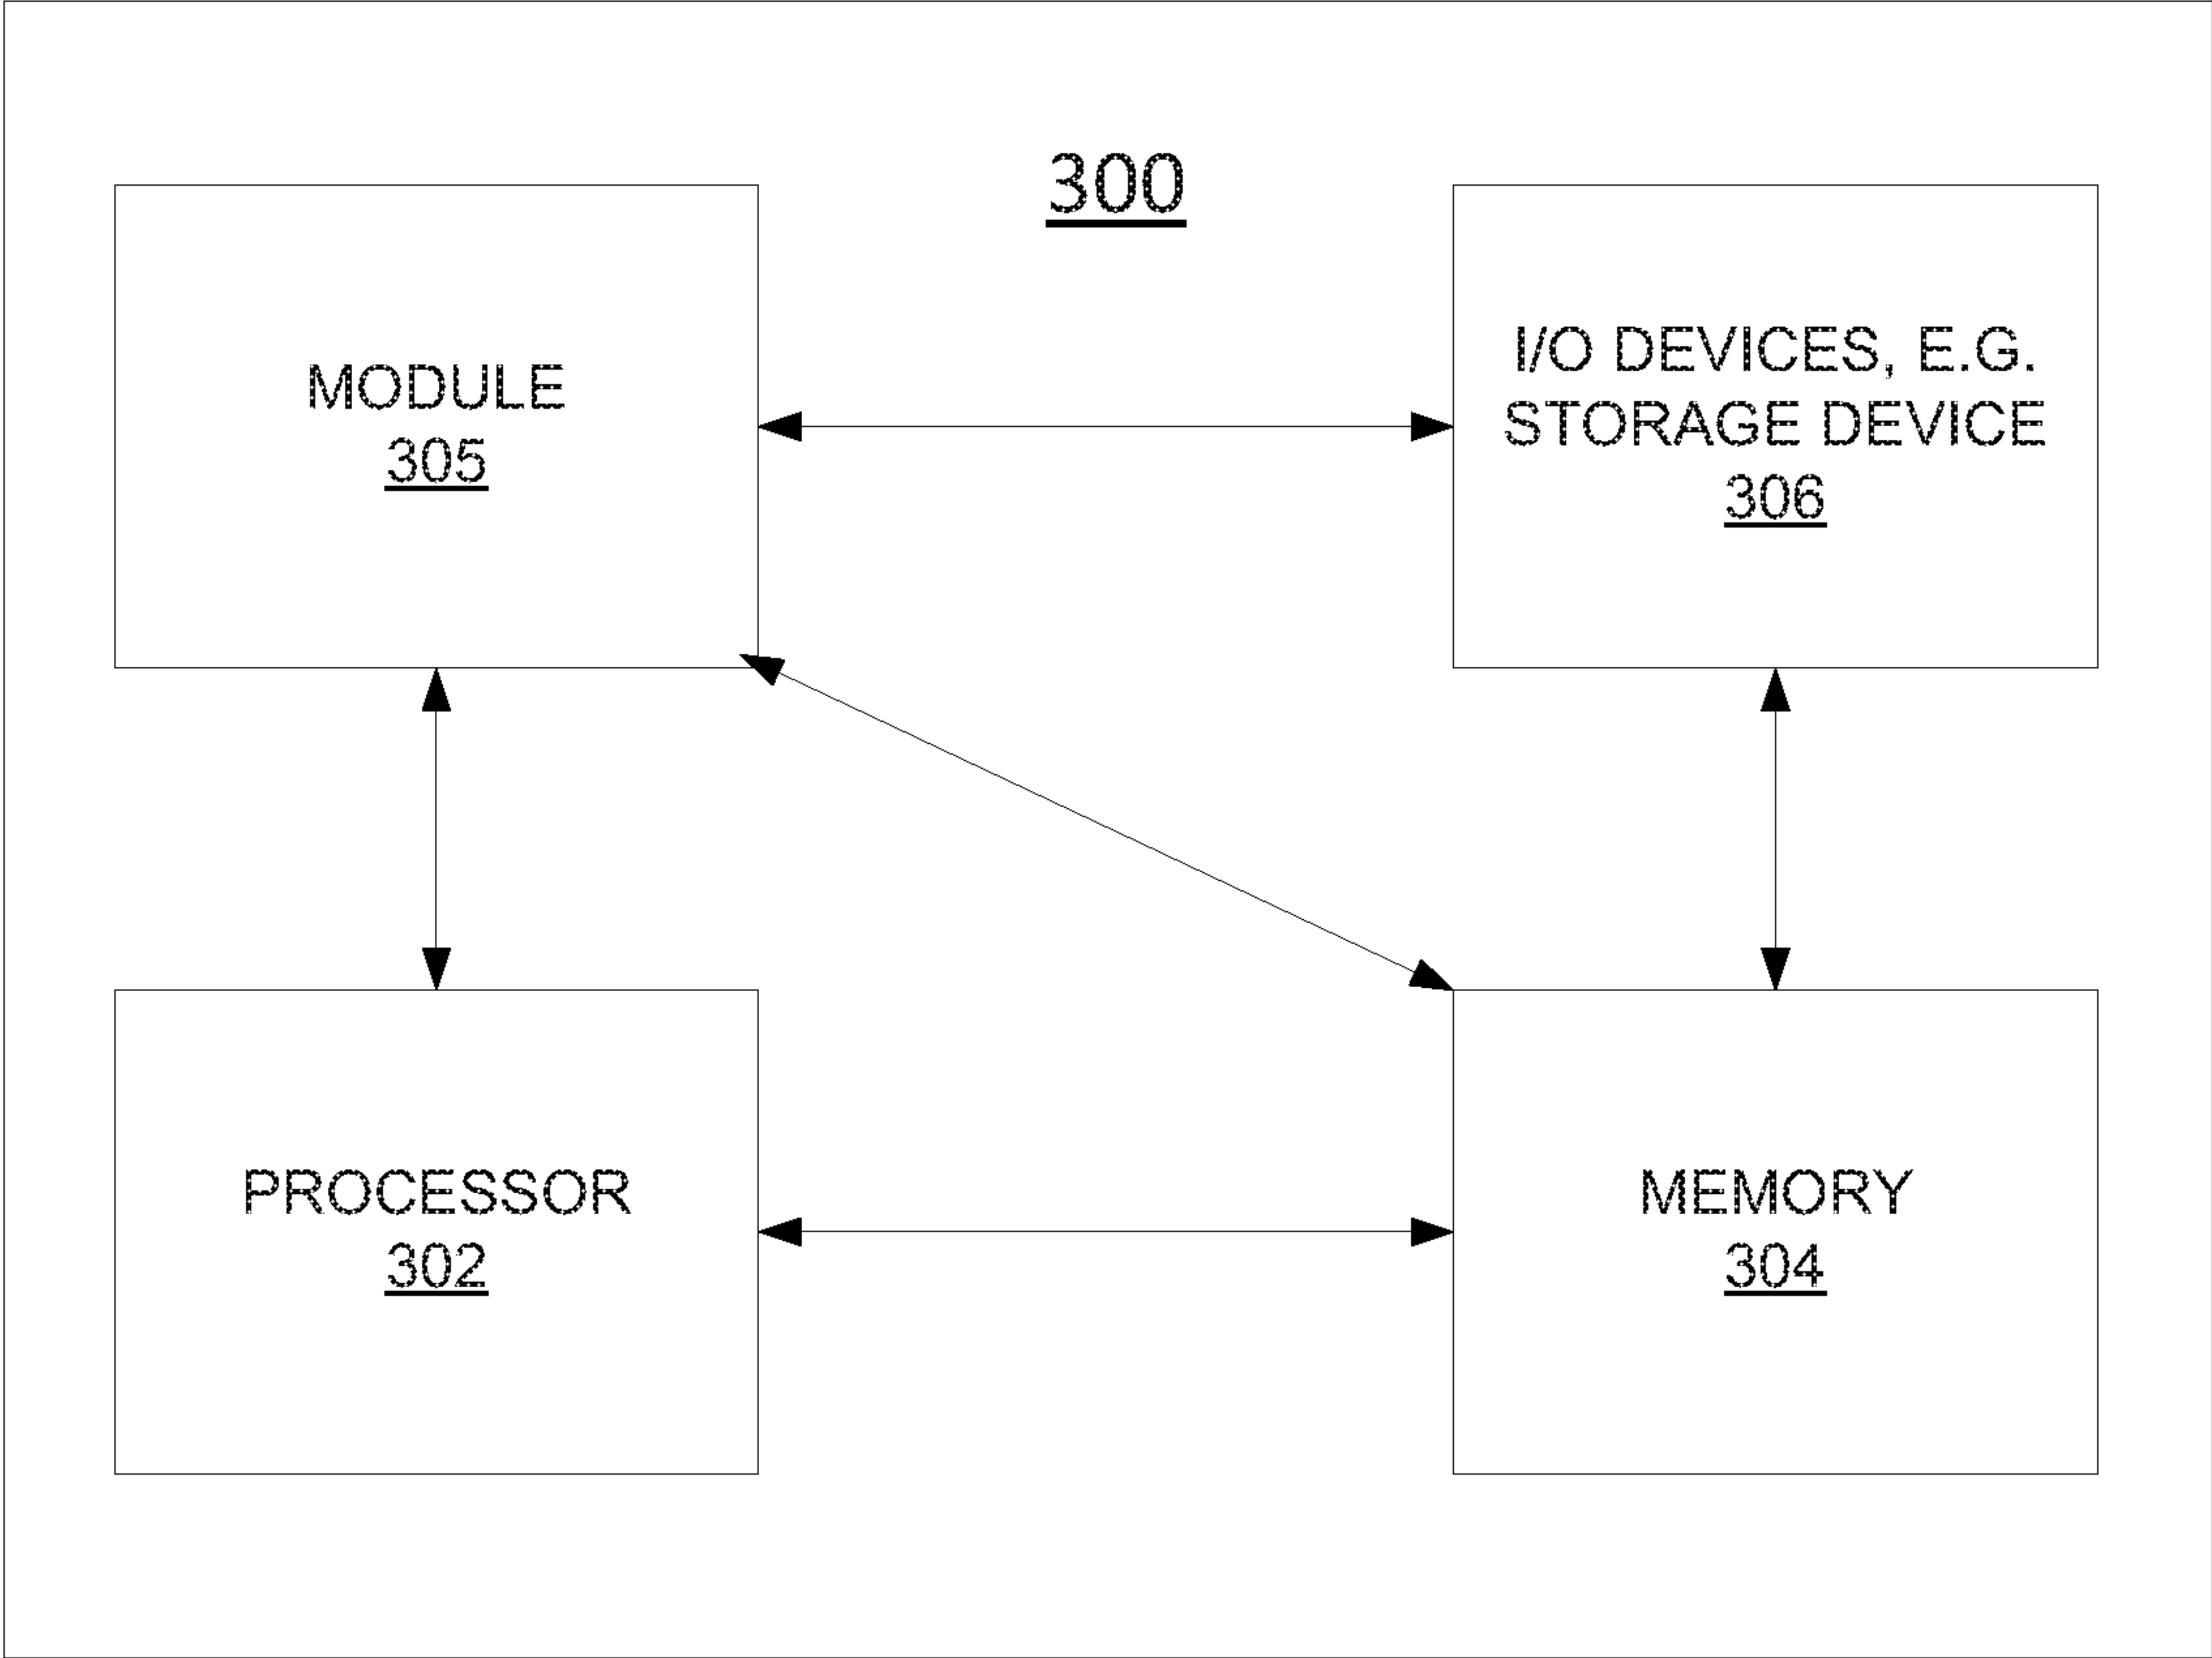 300
MODULE
305
I/O DEVICES, E.G.
STORAGE DEVICE
306
PROCESSOR
302
MEMORY
304